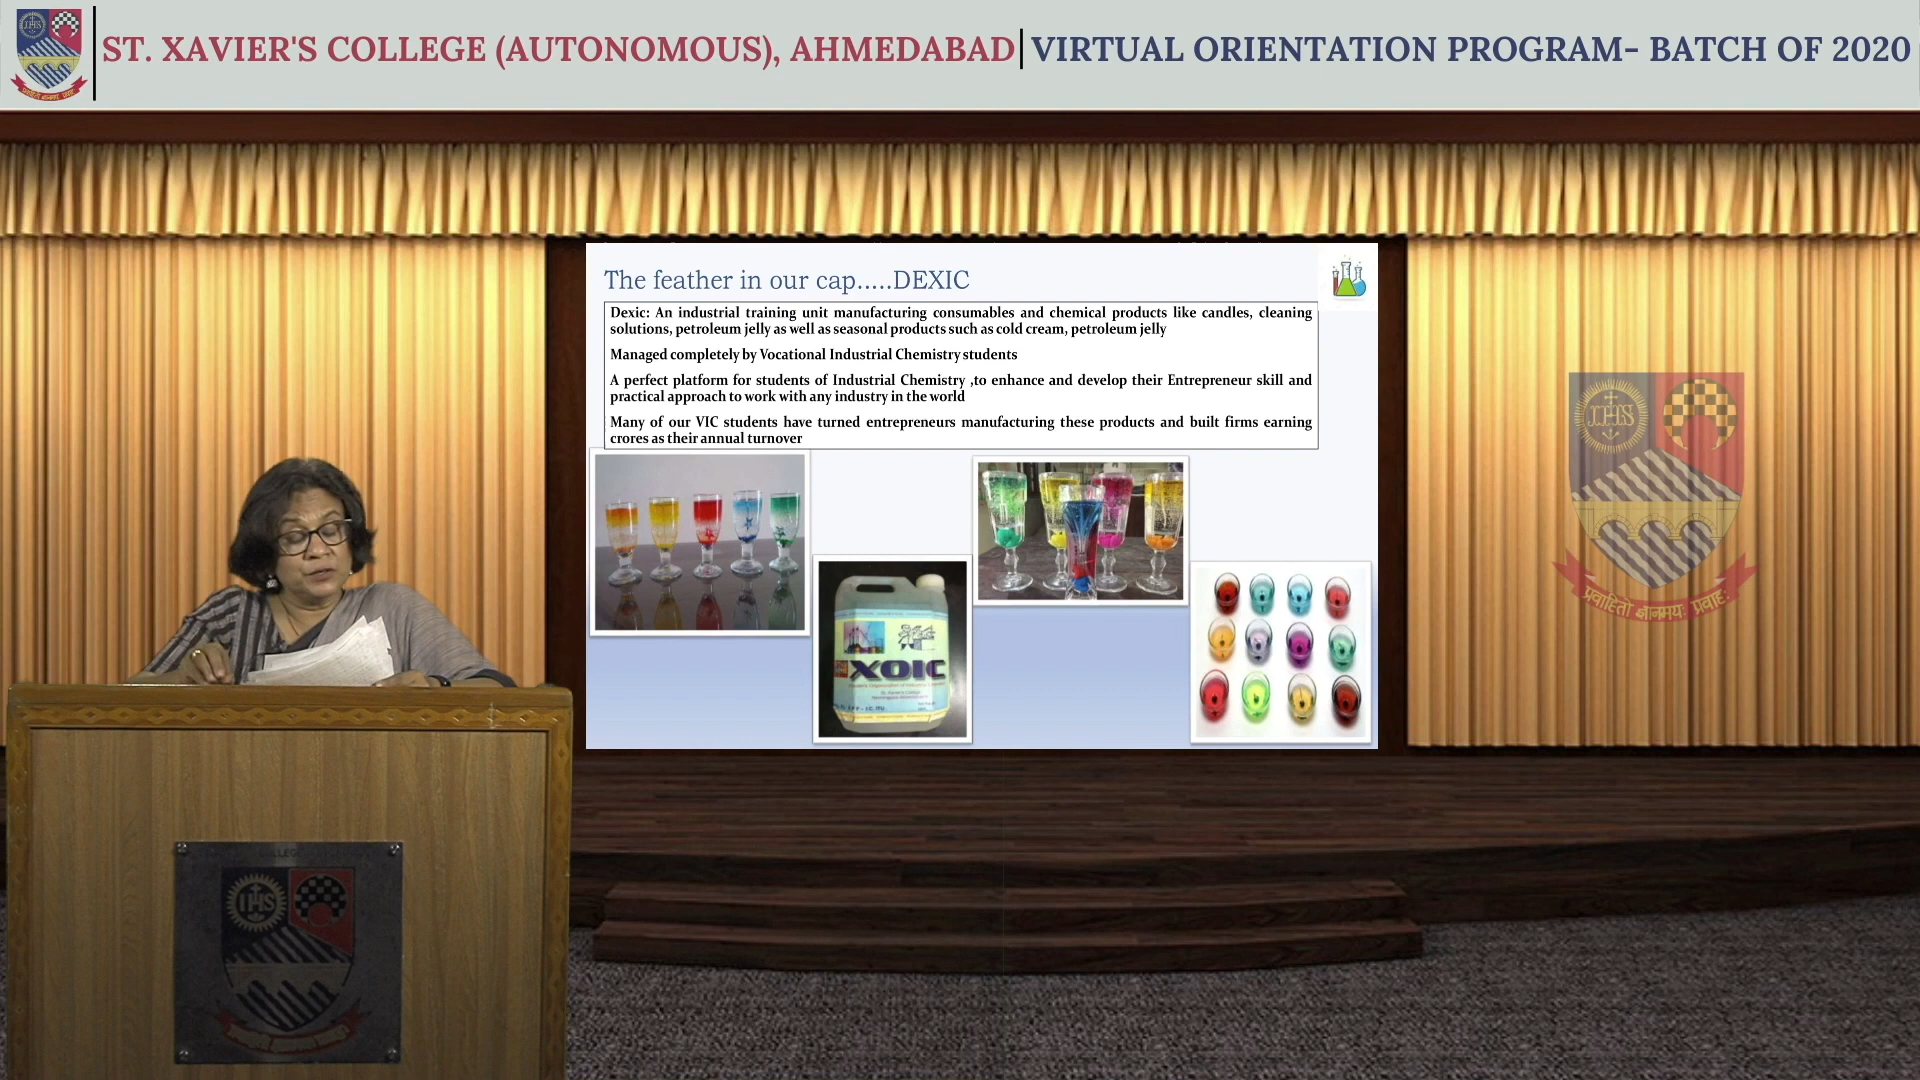 ST. XAVIER'S COLLEGE (AUTONOMOUS), AHMEDABAD
VIRTUAL ORIENTATION PROGRAM- BATCH OF 2020
The feather in our cap.....DEXIC
Dexic: An industrial training unit manufacturing consumables and chemical products like candles, cleaning
solutions, petroleum jelly as well as seasonal products such as cold cream, petroleum jelly
Managed completely by Vocational Industrial Chemistry students
A perfect platform for students of Industrial Chemistry ,to enhance and develop their Entrepreneur skill and
practical approach to work with any industry in the world
Many of our VIC students have turned entrepreneurs manufacturing these products and built firms earning
crores as their annual turnover
XOIC
IHS
प्रवाहितो ज्ञानमयः प्रवाहः
IHS